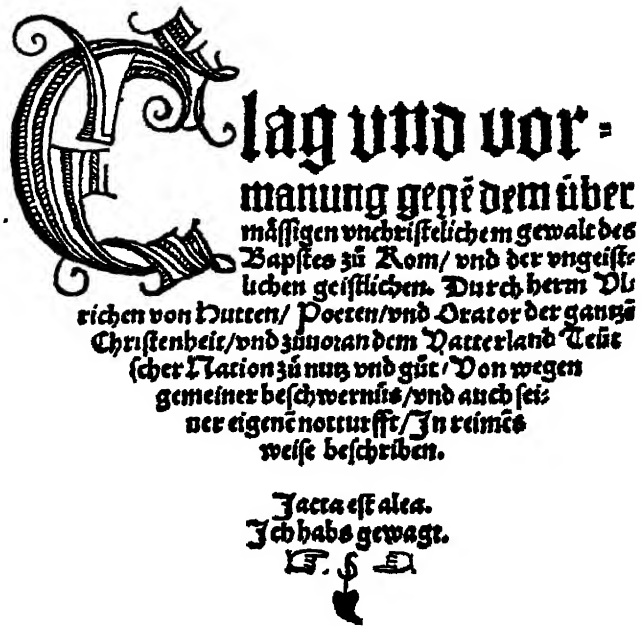 Clag vnd vor-
manung gegē dem über
mässigen vnchristelichem gewalt des
Bapstes zů Rom/ vnd der vngeist-
lichen geistlichen. Durch herrn Vl-
richen von Hutten/ Poeten/vnd Orator der gantzē
Christenheit/vnd zůuoran dem Vatterland Teüt
scher Nation zů nutz vnd gůt/ Von wegen
gemeiner beschwernüs/vnd auch sei-
ner eigenē notturfft/ In reimēs
weise beschriben.
Jacta est alea.
Ich habs gewagt.
☞. § ☜